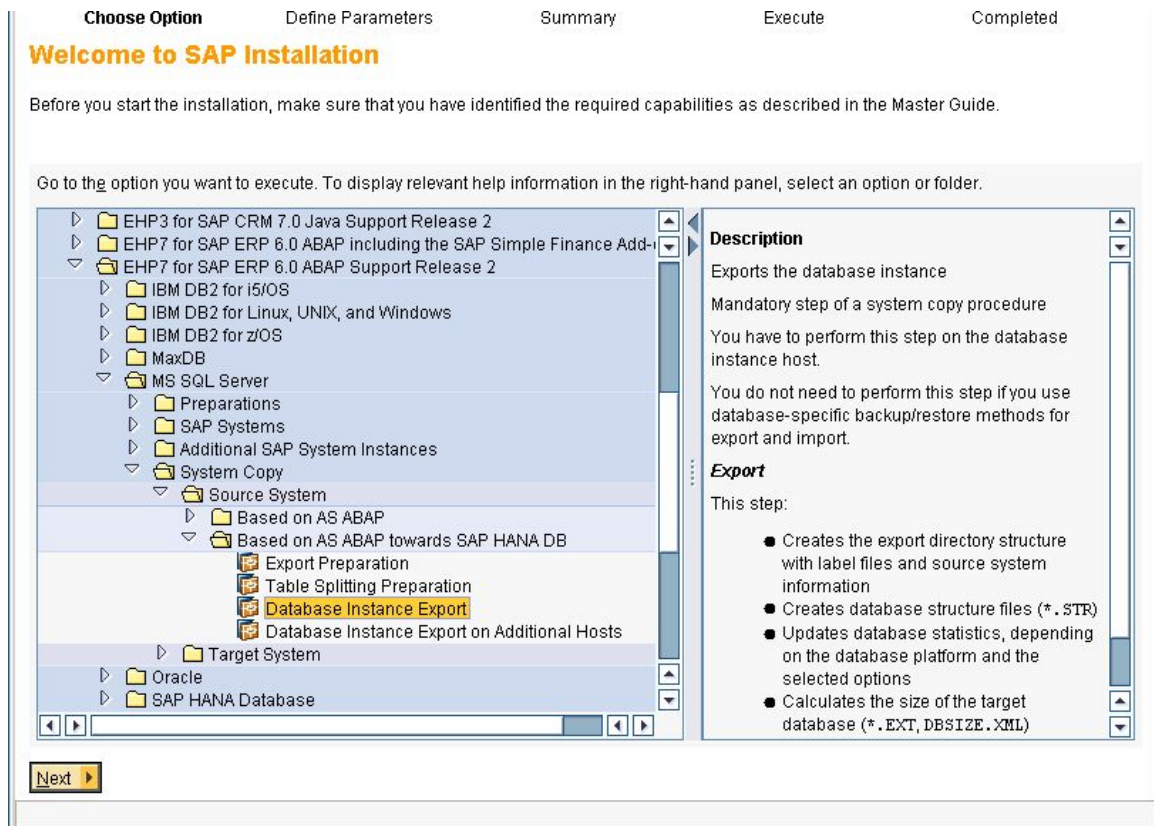 Choose Option Define Parameters Summary Execute Completed
Welcome to SAP Installation
Before you start the installation, make sure that you have identified the required capabilities as described in the Master Guide.
Go to the option you want to execute. To display relevant help information in the right-hand panel, select an option or folder.
EHP3 for SAP CRM 7.0 Java Support Release 2
EHP7 for SAP ERP 6.0 ABAP including the SAP Simple Finance Add-
EHP7 for SAP ERP 6.0 ABAP Support Release 2
IBM DB2 for i5/OS
IBM DB2 for Linux, UNIX, and Windows
IBM DB2 for z/OS
MaxDB
MS SQL Server
Preparations
SAP Systems
Additional SAP System Instances
System Copy
Source System
Based on AS ABAP
Based on AS ABAP towards SAP HANA DB
Export Preparation
Table Splitting Preparation
Database Instance Export
Database Instance Export on Additional Hosts
Target System
Oracle
SAP HANA Database
Description
Exports the database instance
Mandatory step of a system copy procedure
You have to perform this step on the database
instance host.
You do not need to perform this step if you use
database-specific backup/restore methods for
export and import.
Export
This step:
● Creates the export directory structure
with label files and source system
information
● Creates database structure files (*.STR)
● Updates database statistics, depending
on the database platform and the
selected options
● Calculates the size of the target
database (*.EXT, DBSIZE.XML)
Next